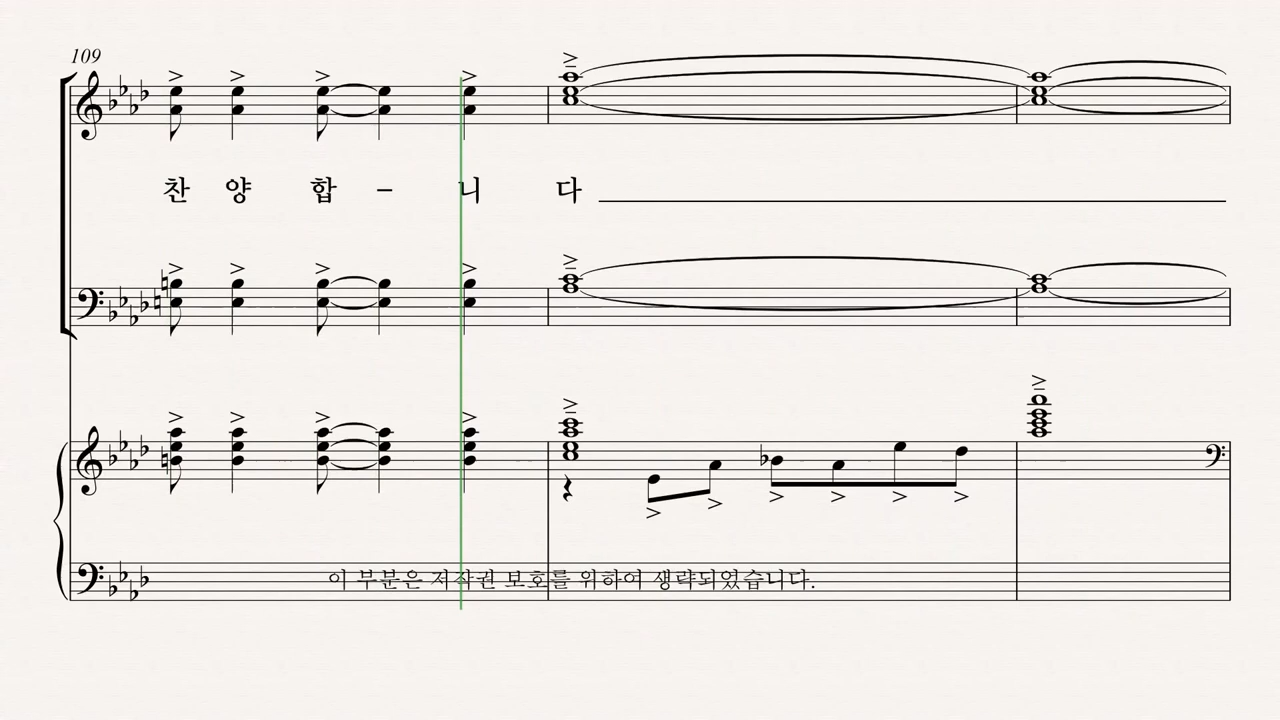 109
찬 양 합 – 니 다
이 부분은 저작권 보호를 위하여 생략되었습니다.